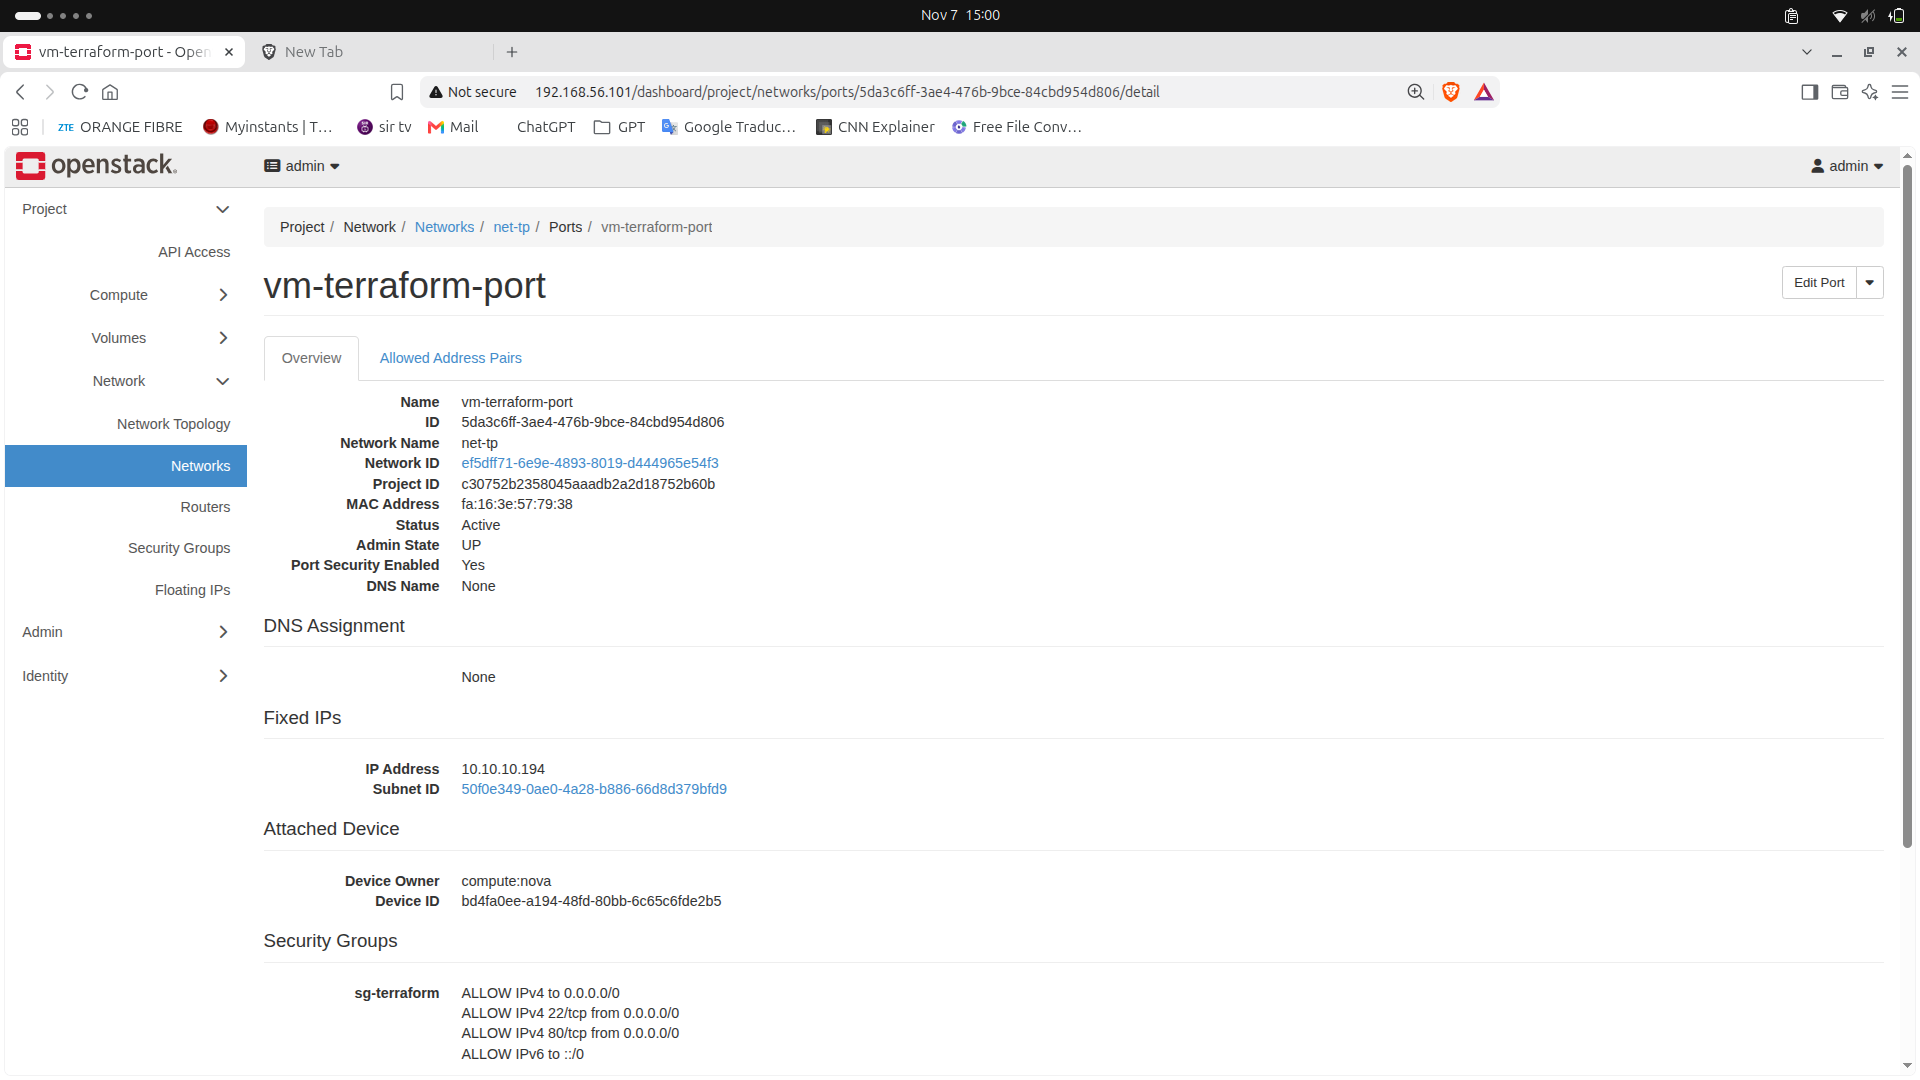 Nov 7 15:00
vm-terraform-port - Open
New Tab
Not secure 192.168.56.101/dashboard/project/networks/ports/5da3c6ff-3ae4-476b-9bce-84cbd954d806/detail
ZTE ORANGE FIBRE Myinstants | T… sir tv Mail ChatGPT GPT Google Traduc… CNN Explainer Free File Conv…
openstack. admin admin
Project
API Access
Compute
Volumes
Network
Network Topology
Networks
Routers
Security Groups
Floating IPs
Admin
Identity
Project / Network / Networks / net-tp / Ports / vm-terraform-port
vm-terraform-port
Edit Port
Overview Allowed Address Pairs
Name vm-terraform-port
ID 5da3c6ff-3ae4-476b-9bce-84cbd954d806
Network Name net-tp
Network ID ef5dff71-6e9e-4893-8019-d444965e54f3
Project ID c30752b2358045aaadb2a2d18752b60b
MAC Address fa:16:3e:57:79:38
Status Active
Admin State UP
Port Security Enabled Yes
DNS Name None
DNS Assignment
None
Fixed IPs
IP Address 10.10.10.194
Subnet ID 50f0e349-0ae0-4a28-b886-66d8d379bfd9
Attached Device
Device Owner compute:nova
Device ID bd4fa0ee-a194-48fd-80bb-6c65c6fde2b5
Security Groups
sg-terraform ALLOW IPv4 to 0.0.0.0/0
ALLOW IPv4 22/tcp from 0.0.0.0/0
ALLOW IPv4 80/tcp from 0.0.0.0/0
ALLOW IPv6 to ::/0